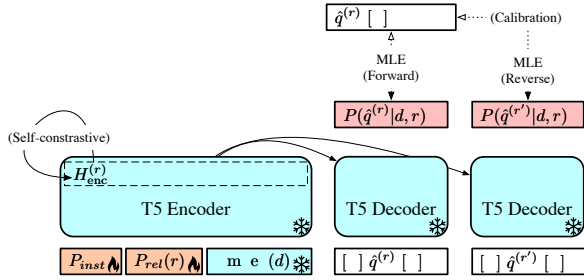 q̂^(r) [ ]
(Calibration)
MLE
(Forward)
MLE
(Reverse)
P(q̂^(r)|d, r)
P(q̂^(r')|d, r)
(Self-constrastive)
H_enc^(r)
T5 Encoder
T5 Decoder
T5 Decoder
P_inst
P_rel(r)
m e (d)
[ ] q̂^(r) [ ]
[ ] q̂^(r') [ ]